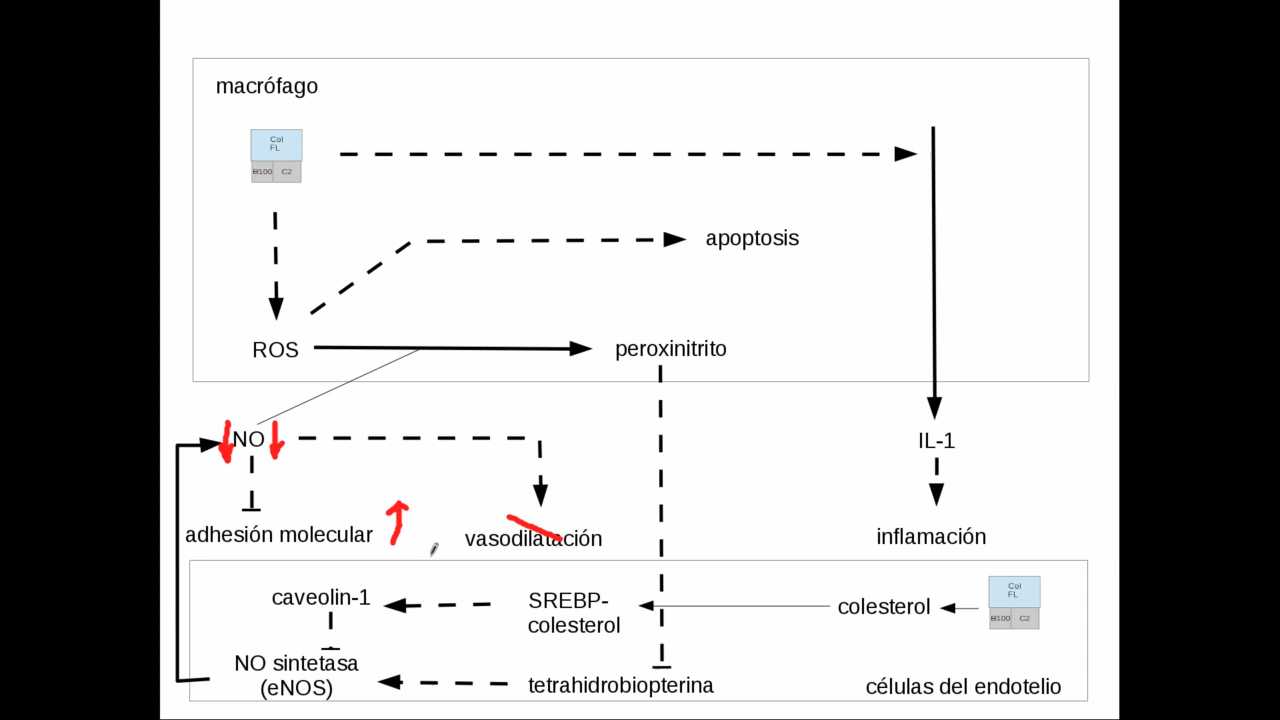 macrófago
Col
FL
B100 C2
apoptosis
ROS
peroxinitrito
NO
IL-1
adhesión molecular
vasodilatación
inflamación
caveolin-1
SREBP-
colesterol
colesterol
Col
FL
B100 C2
NO sintetasa
(eNOS)
tetrahidrobiopterina
células del endotelio